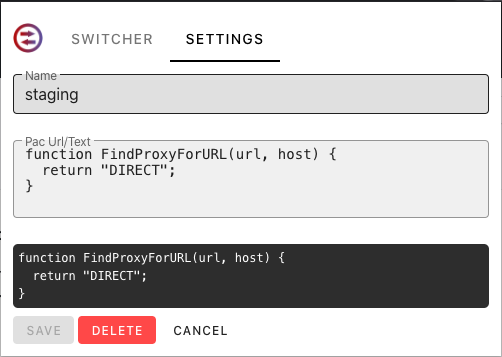 SWITCHER SETTINGS
Name
staging
Pac Url/Text
function FindProxyForURL(url, host) {
  return "DIRECT";
}
function FindProxyForURL(url, host) {
  return "DIRECT";
}
SAVE DELETE CANCEL